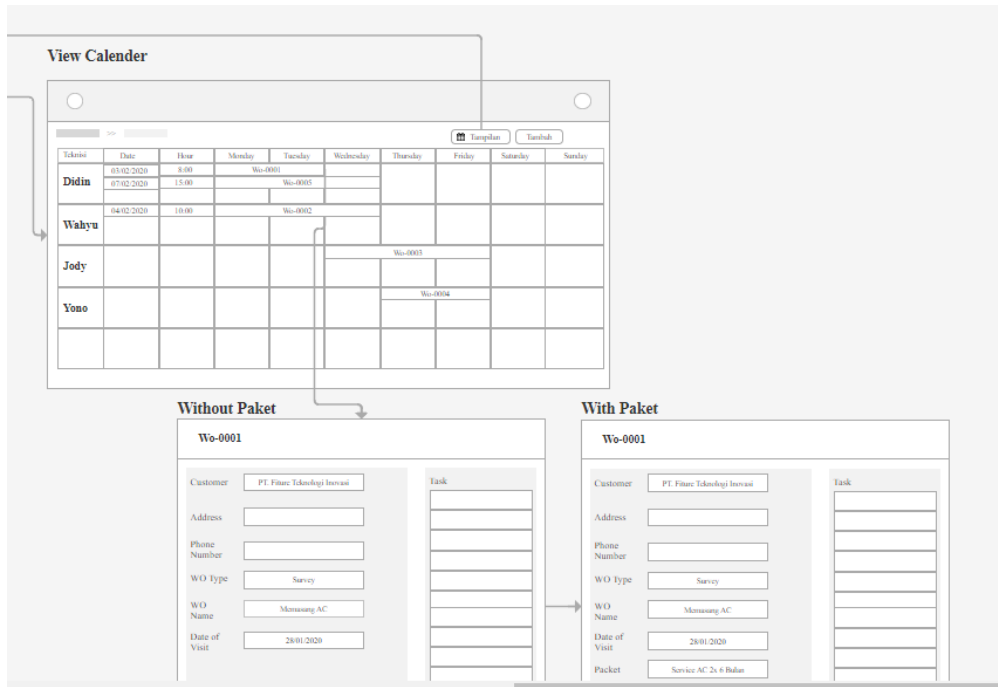 View Calender
>>
Tampilan Tambah
Teknisi Date Hour Monday Tuesday Wednesday Thursday Friday Saturday Sunday
Didin 03/02/2020 8:00 Wo-0001
07/02/2020 15:00 Wo-0005
Wahyu 04/02/2020 10:00 Wo-0002
Jody Wo-0003
Yono Wo-0004
Without Paket
Wo-0001
Customer PT. Fiture Teknologi Inovasi
Address
Phone
Number
WO Type Survey
WO
Name Memasang AC
Date of
Visit 28/01/2020
Task
With Paket
Wo-0001
Customer PT. Fiture Teknologi Inovasi
Address
Phone
Number
WO Type Survey
WO
Name Memasang AC
Date of
Visit 28/01/2020
Packet Service AC 2x 6 Bulan
Task